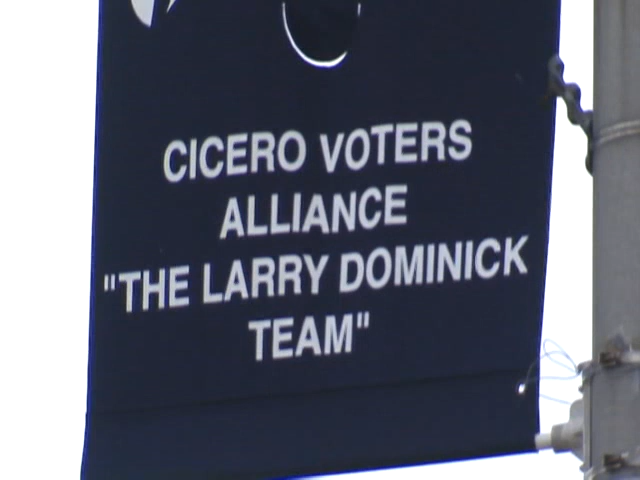 CICERO VOTERS
ALLIANCE
"THE LARRY DOMINICK
TEAM"